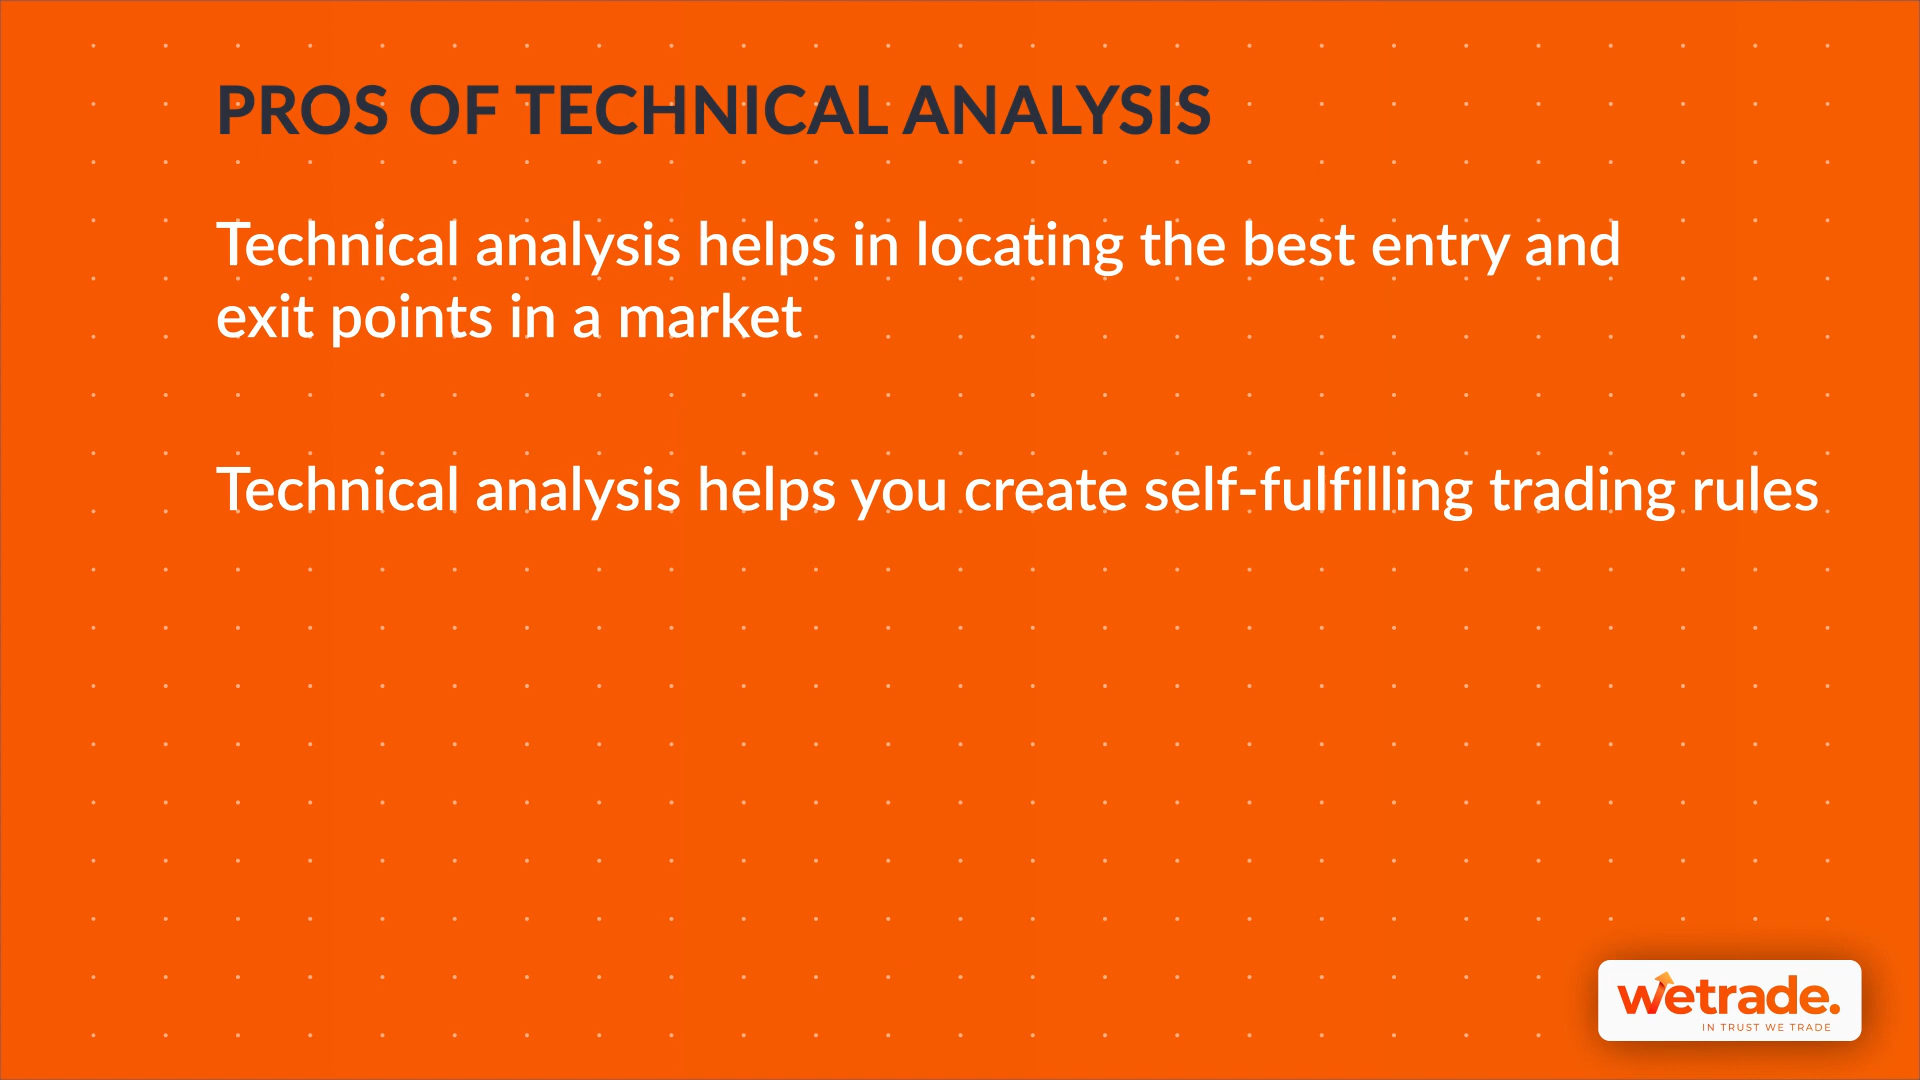 PROS OF TECHNICAL ANALYSIS
Technical analysis helps in locating the best entry and
exit points in a market
Technical analysis helps you create self-fulfilling trading rules
wetrade.
IN TRUST WE TRADE